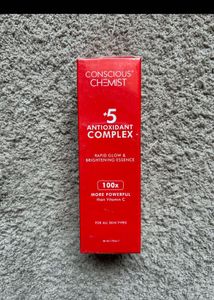 CONSCIOUS
CHEMIST
+5
ANTIOXIDANT
COMPLEX
RAPID GLOW &
BRIGHTENING ESSENCE
100x
MORE POWERFUL
than Vitamin C
FOR ALL SKIN TYPES